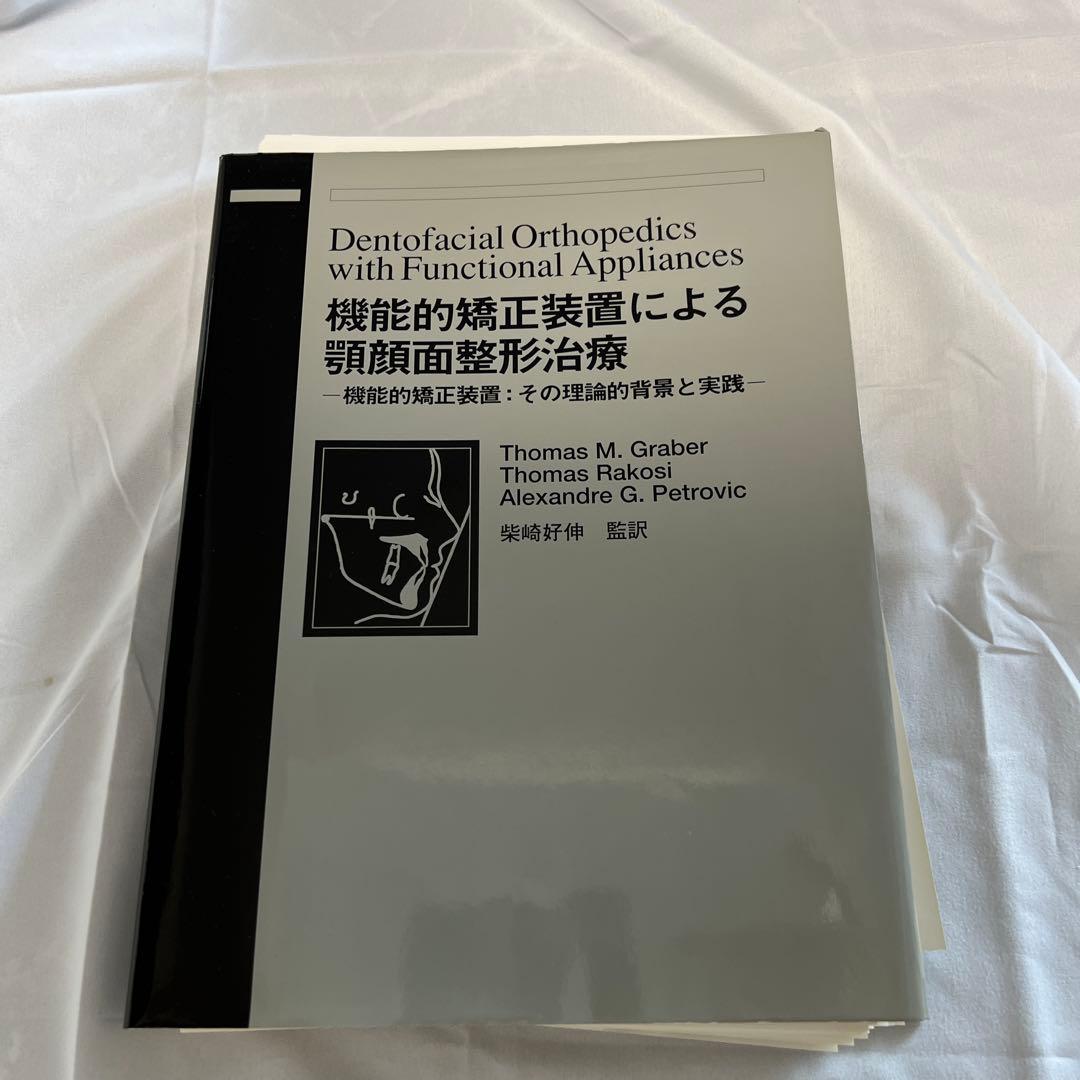 Dentofacial Orthopedics
with Functional Appliances
機能的矯正装置による
顎顔面整形治療
―機能的矯正装置:その理論的背景と実践―
Thomas M. Graber
Thomas Rakosi
Alexandre G. Petrovic
柴崎好伸 監訳